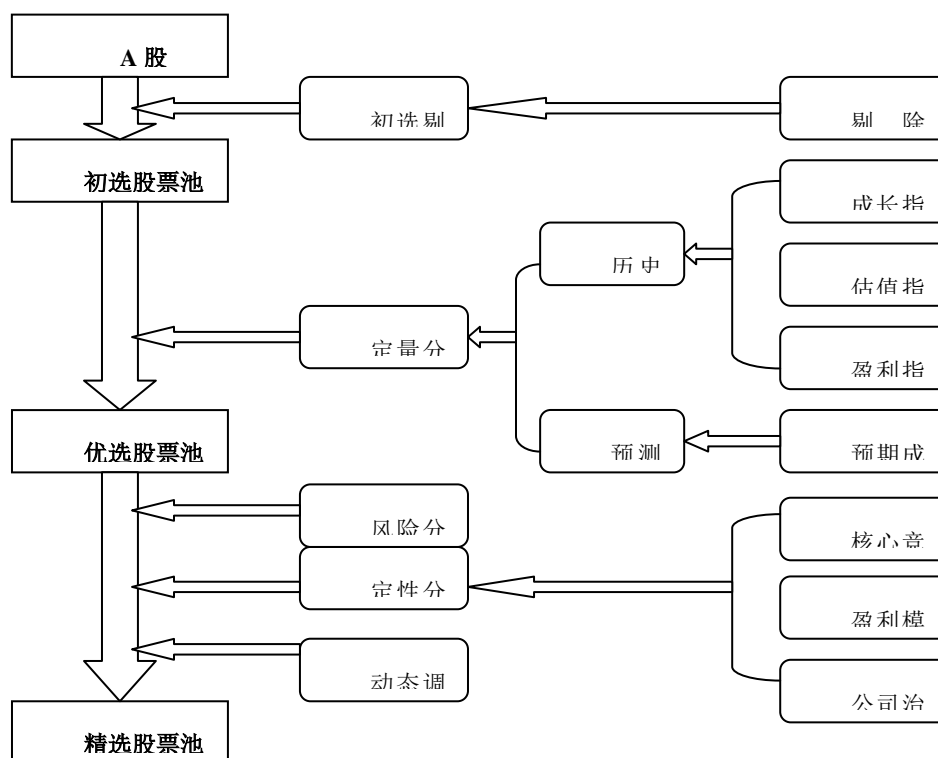 A 股
初选剔
剔 除
初选股票池
成长指
历史
估值指
定量分
盈利指
优选股票池
预测
预期成
风险分
核心竞
定性分
盈利模
动态调
公司治
精选股票池